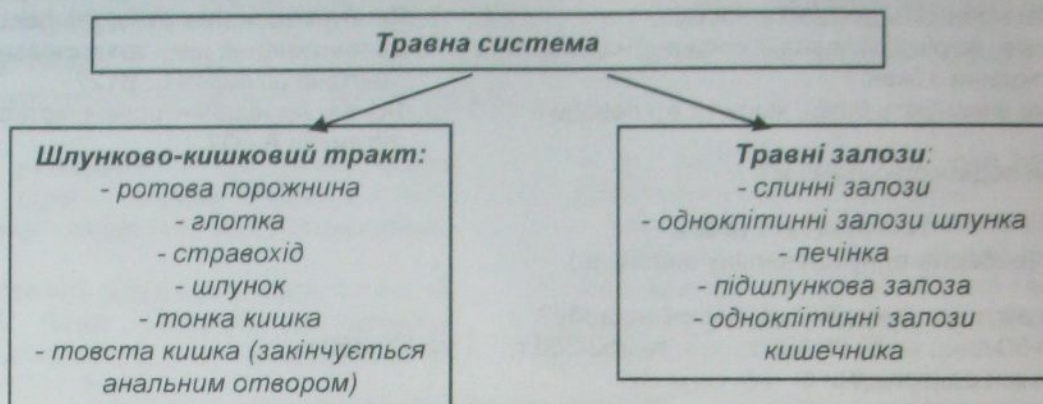 Травна система
Шлунково-кишковий тракт:
- ротова порожнина
- глотка
- стравохід
- шлунок
- тонка кишка
- товста кишка (закінчується
анальним отвором)
Травні залози:
- слинні залози
- одноклітинні залози шлунка
- печінка
- підшлункова залоза
- одноклітинні залози
кишечника